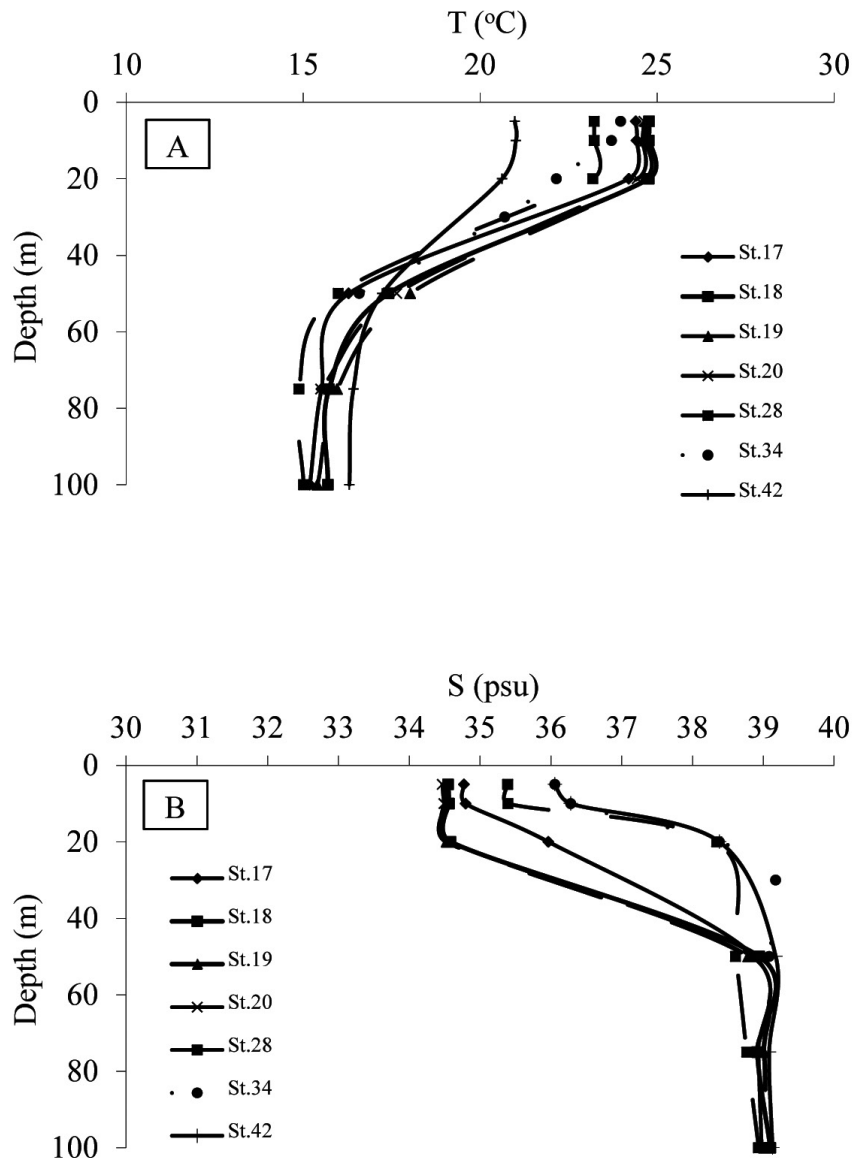 T (°C)
10 15 20 25 30
0
A
20
40
60
80
100
Depth (m)
St.17
St.18
St.19
St.20
St.28
St.34
St.42
S (psu)
30 31 32 33 34 35 36 37 38 39 40
0
B
20
40
60
80
100
Depth (m)
St.17
St.18
St.19
St.20
St.28
St.34
St.42